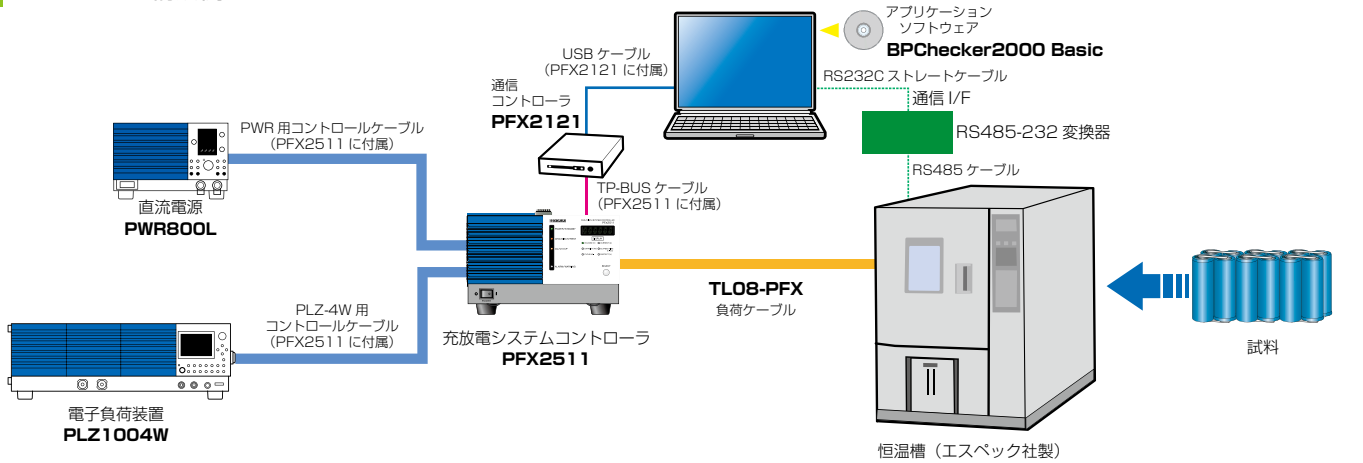 アプリケーション
ソフトウェア
BPChecker2000 Basic
USB ケーブル
（PFX2121 に付属）
RS232C ストレートケーブル
通信
コントローラ
PFX2121
通信 I/F
RS485-232 変換器
PWR 用コントロールケーブル
（PFX2511 に付属）
RS485 ケーブル
TP-BUS ケーブル
（PFX2511 に付属）
直流電源
PWR800L
TL08-PFX
負荷ケーブル
PLZ-4W 用
コントロールケーブル
（PFX2511 に付属）
充放電システムコントローラ
PFX2511
試料
電子負荷装置
PLZ1004W
恒温槽（エスペック社製）